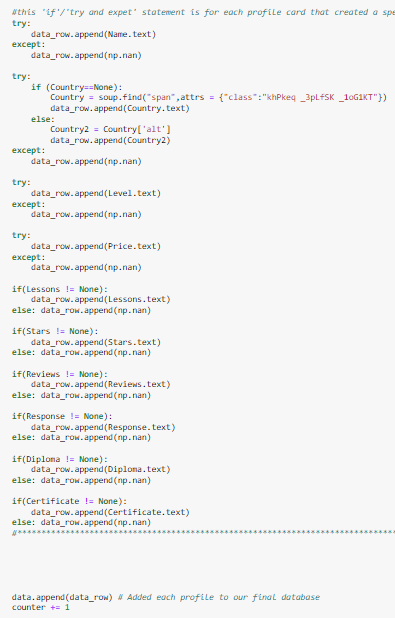 #this 'if'/'try and expet' statement is for each profile card that created a spe
try:
    data_row.append(Name.text)
except:
    data_row.append(np.nan)
try:
    if (Country==None):
        Country = soup.find("span",attrs = {"class":"khPkeq _3pLfSK _1oG1KT"})
        data_row.append(Country.text)
    else:
        Country2 = Country['alt']
        data_row.append(Country2)
except:
    data_row.append(np.nan)
try:
    data_row.append(Level.text)
except:
    data_row.append(np.nan)
try:
    data_row.append(Price.text)
except:
    data_row.append(np.nan)
if(Lessons != None):
    data_row.append(Lessons.text)
else: data_row.append(np.nan)
if(Stars != None):
    data_row.append(Stars.text)
else: data_row.append(np.nan)
if(Reviews != None):
    data_row.append(Reviews.text)
else: data_row.append(np.nan)
if(Response != None):
    data_row.append(Response.text)
else: data_row.append(np.nan)
if(Diploma != None):
    data_row.append(Diploma.text)
else: data_row.append(np.nan)
if(Certificate != None):
    data_row.append(Certificate.text)
else: data_row.append(np.nan)
#******************************************************************************
data.append(data_row) # Added each profile to our final database
counter += 1